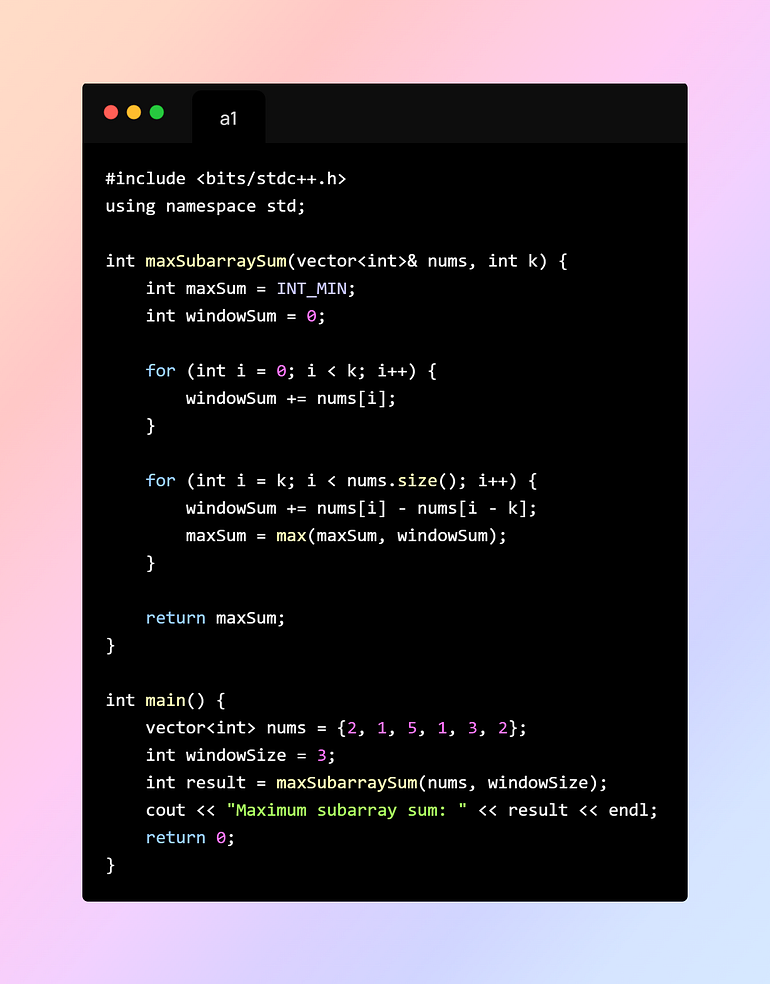 a1
#include <bits/stdc++.h>
using namespace std;
int maxSubarraySum(vector<int>& nums, int k) {
    int maxSum = INT_MIN;
    int windowSum = 0;
    for (int i = 0; i < k; i++) {
        windowSum += nums[i];
    }
    for (int i = k; i < nums.size(); i++) {
        windowSum += nums[i] - nums[i - k];
        maxSum = max(maxSum, windowSum);
    }
    return maxSum;
}
int main() {
    vector<int> nums = {2, 1, 5, 1, 3, 2};
    int windowSize = 3;
    int result = maxSubarraySum(nums, windowSize);
    cout << "Maximum subarray sum: " << result << endl;
    return 0;
}